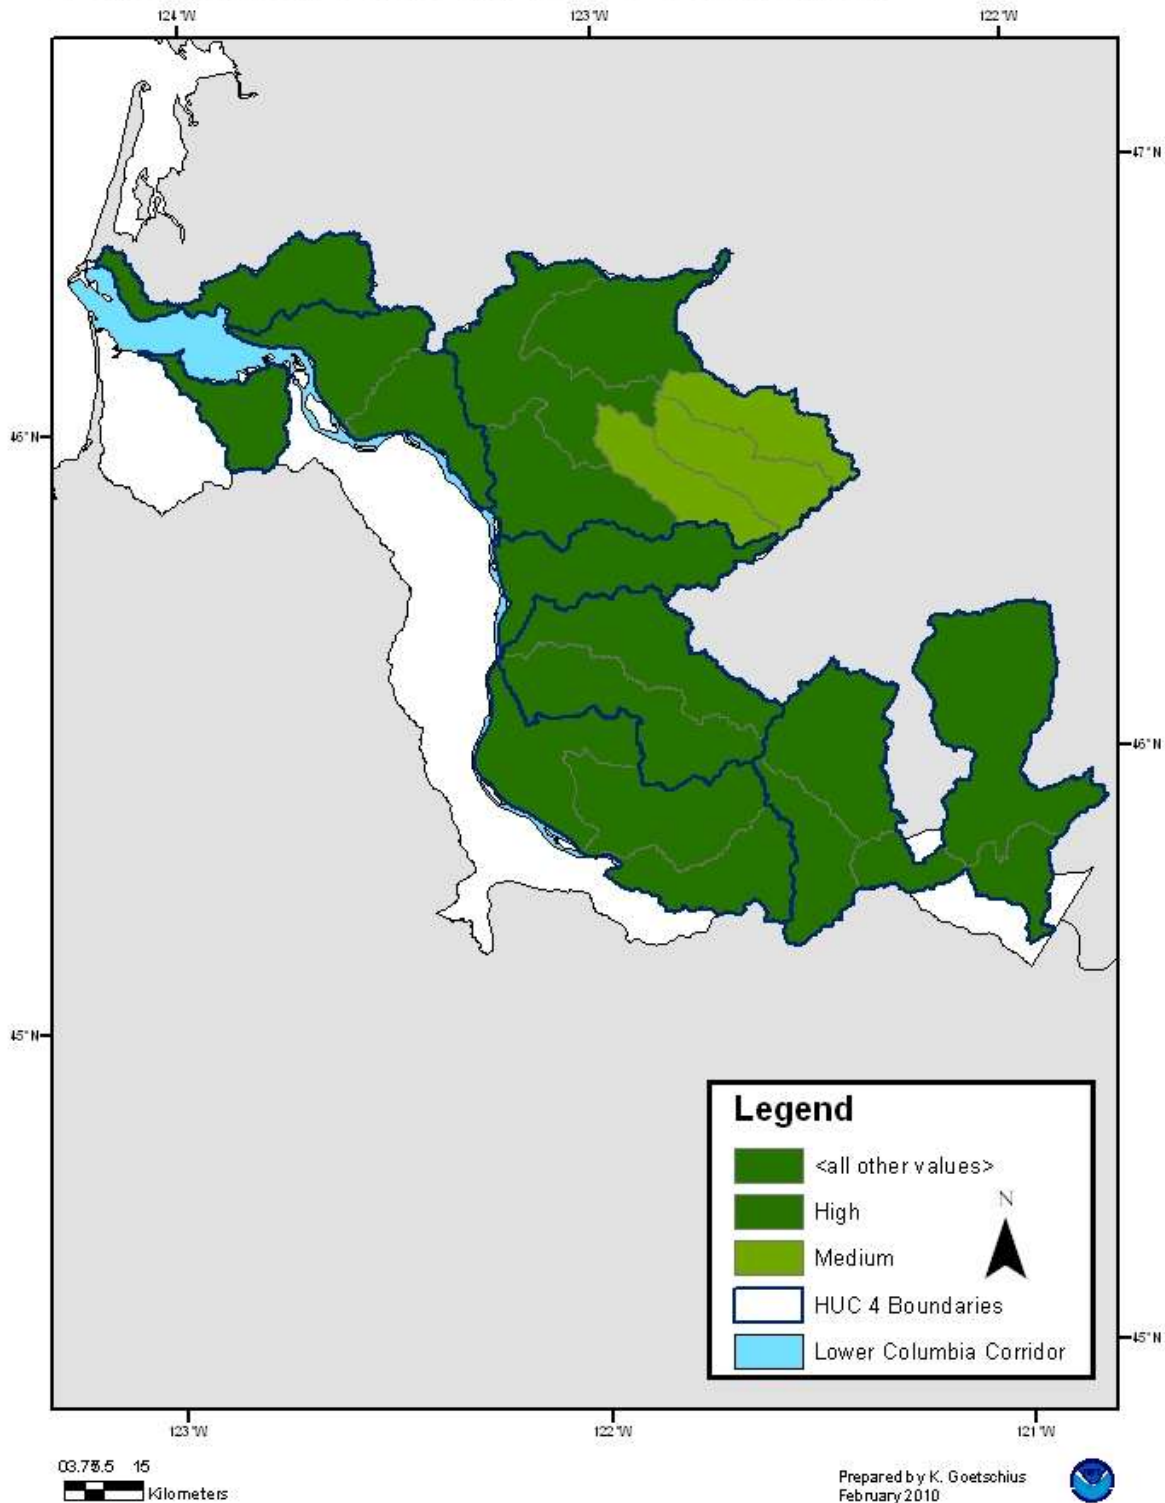 124°W 123°W 122°W
47°N
46°N
46°N
45°N
Legend
<all other values>
High
N
Medium
HUC 4 Boundaries
Lower Columbia Corridor
45°N
123°W 122°W 121°W
15
Kilometers
Prepared by K. Goetschius
February 2010